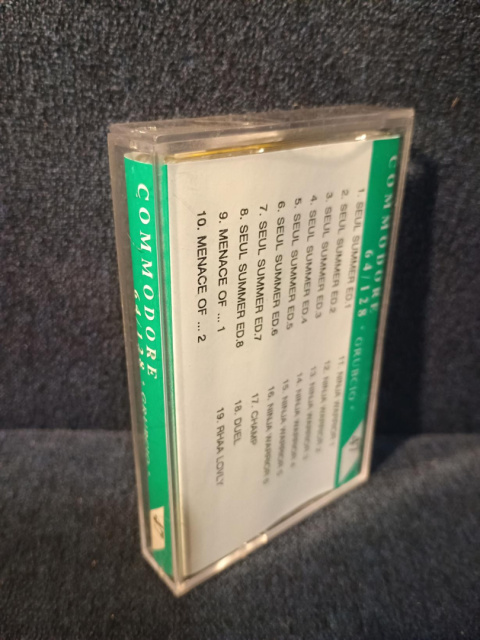 COMMODORE 64/128 • GRUBCIO •
1. SEUL SUMMER ED.1
2. SEUL SUMMER ED.2
3. SEUL SUMMER ED.3
4. SEUL SUMMER ED.4
5. SEUL SUMMER ED.5
6. SEUL SUMMER ED.6
7. SEUL SUMMER ED.7
8. SEUL SUMMER ED.8
9. MENACE OF ... 1
10. MENACE OF ... 2
11. NINJA WARRIOR 1
12. NINJA WARRIOR 2
13. NINJA WARRIOR 3
14. NINJA WARRIOR 4
15. NINJA WARRIOR 5
16. NINJA WARRIOR 6
17. CHAMP
18. DUEL
19. RHAA LOVLY
COMMODORE 64/128 • GRUBCIO •